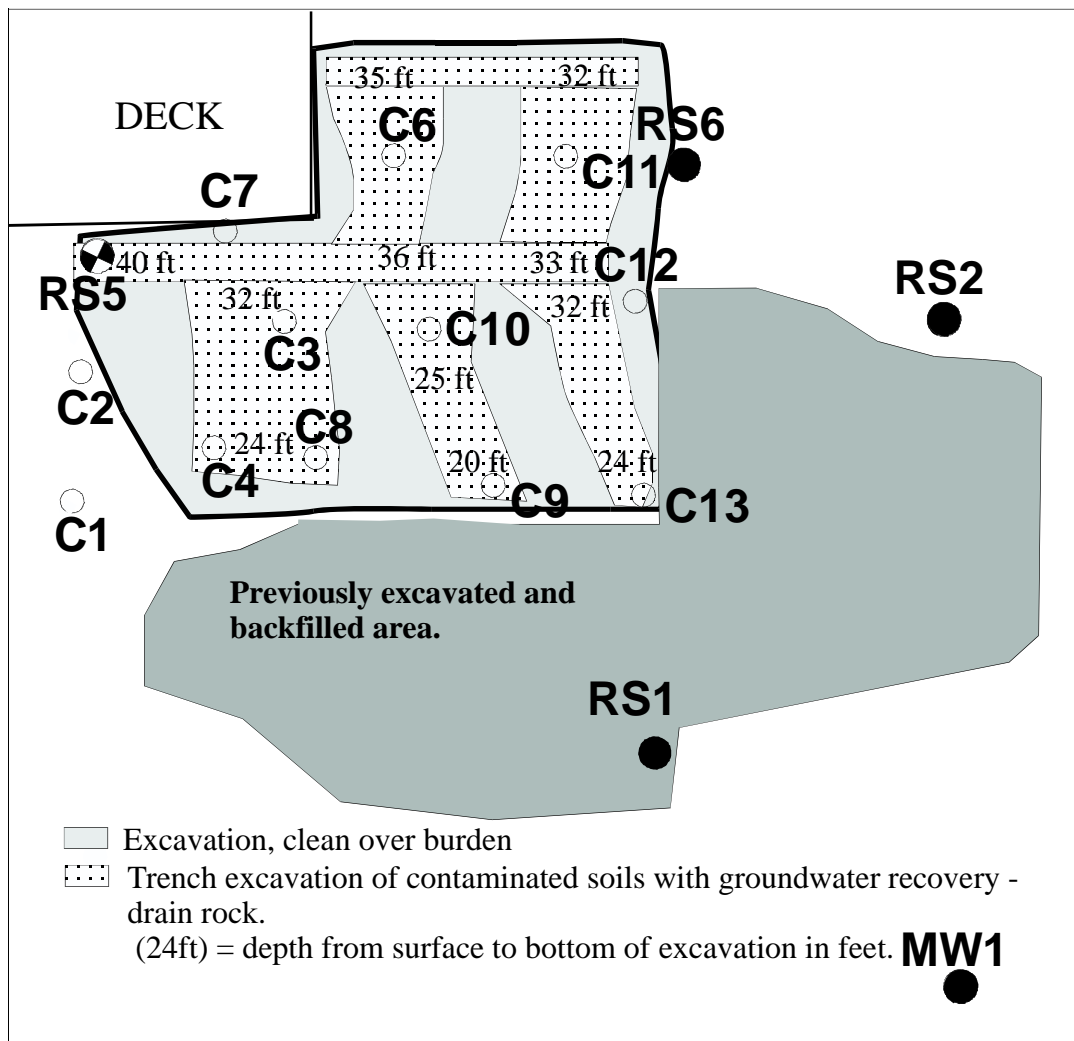 35 ft
32 ft
DECK
C6
RS6
C11
C7
40 ft
36 ft
33 ft
C12
RS5
RS2
32 ft
32 ft
C3
C10
C2
25 ft
C8
24 ft
C4
20 ft
24 ft
C9
C13
C1
Previously excavated and
backfilled area.
RS1
Excavation, clean over burden
Trench excavation of contaminated soils with groundwater recovery -
drain rock.
(24ft) = depth from surface to bottom of excavation in feet.
MW1